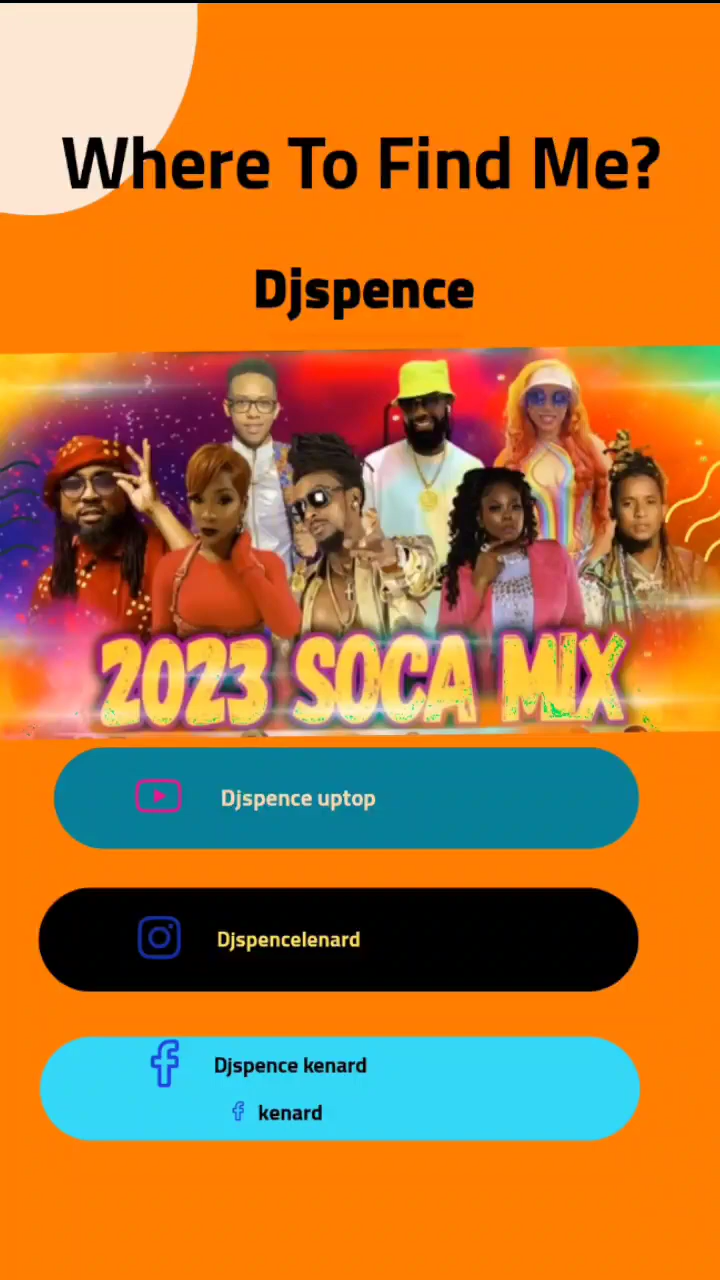 Where To Find Me?
Djspence
2023 SOCA MIX
Djspence uptop
Djspencelenard
Djspence kenard
kenard